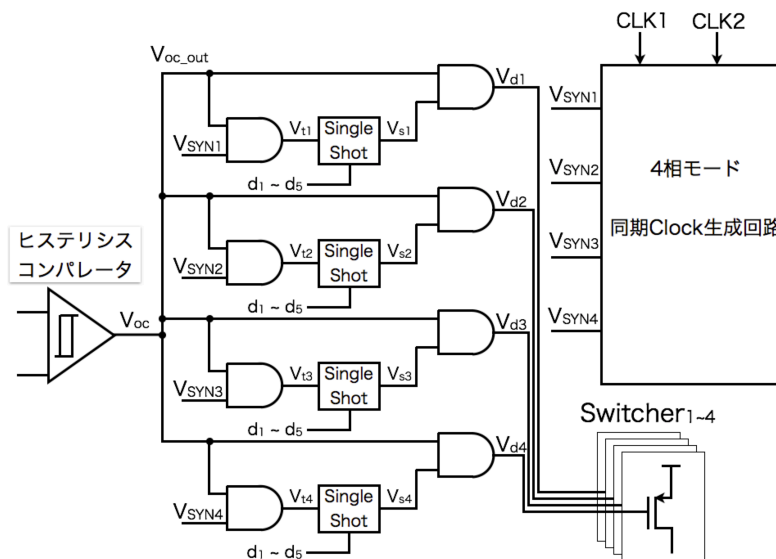 CLK1 CLK2
Voc_out
Vd1
VSYN1
Vt1
Single
Shot
Vs1
d1 ~ d5
VSYN1
4相モード
同期Clock生成回路
VSYN2
VSYN3
VSYN4
Vd2
VSYN2
Vt2
Single
Shot
Vs2
d1 ~ d5
ヒステリシス
コンパレータ
Voc
Vd3
VSYN3
Vt3
Single
Shot
Vs3
d1 ~ d5
Switcher1~4
Vd4
VSYN4
Vt4
Single
Shot
Vs4
d1 ~ d5